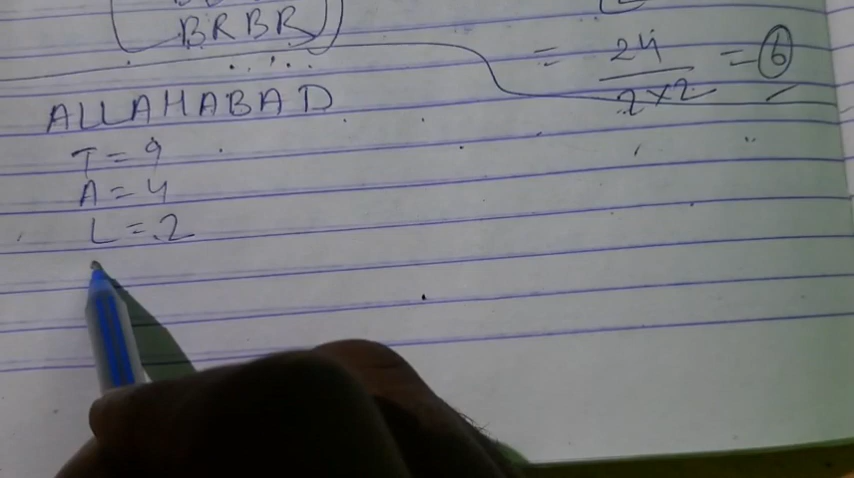 BRBR
= 24 / 2×2 = 6
ALLAHABAD
T = 9
A = 4
L = 2